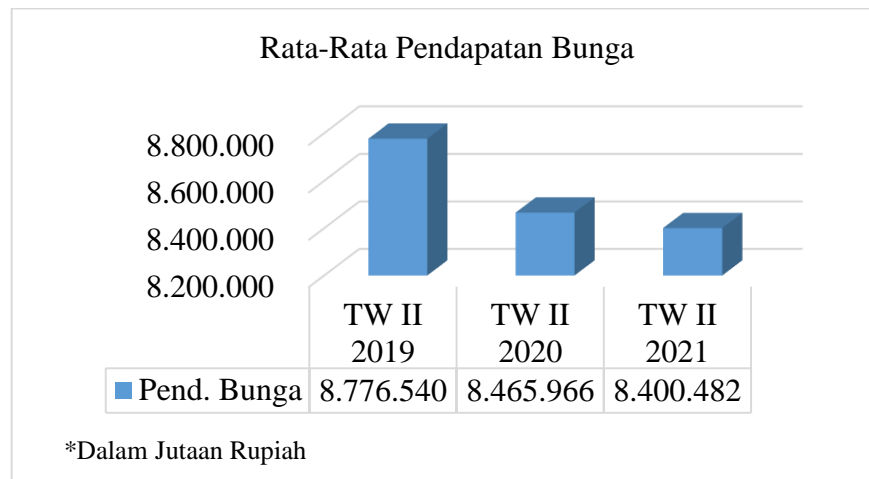 Rata-Rata Pendapatan Bunga
8.800.000
8.600.000
8.400.000
8.200.000
TW II TW II TW II
2019 2020 2021
Pend. Bunga 8.776.540 8.465.966 8.400.482
*Dalam Jutaan Rupiah